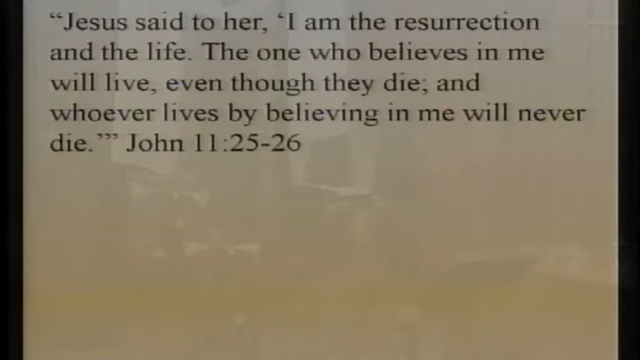 “Jesus said to her, ‘I am the resurrection
and the life. The one who believes in me
will live, even though they die; and
whoever lives by believing in me will never
die.’” John 11:25-26